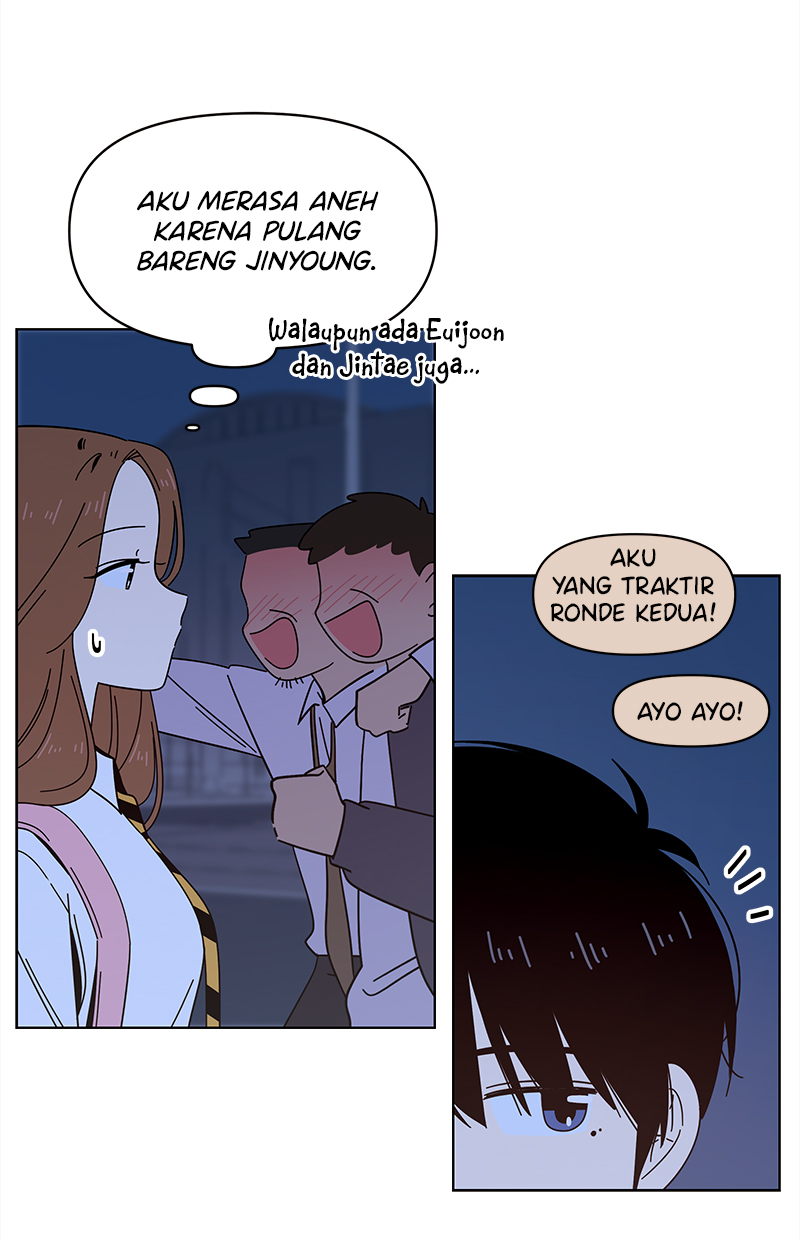 AKU MERASA ANEH
KARENA PULANG
BARENG JINYOUNG.
Walaupun ada Euijoon
dan Jintae juga...
AKU
YANG TRAKTIR
RONDE KEDUA!
AYO AYO!